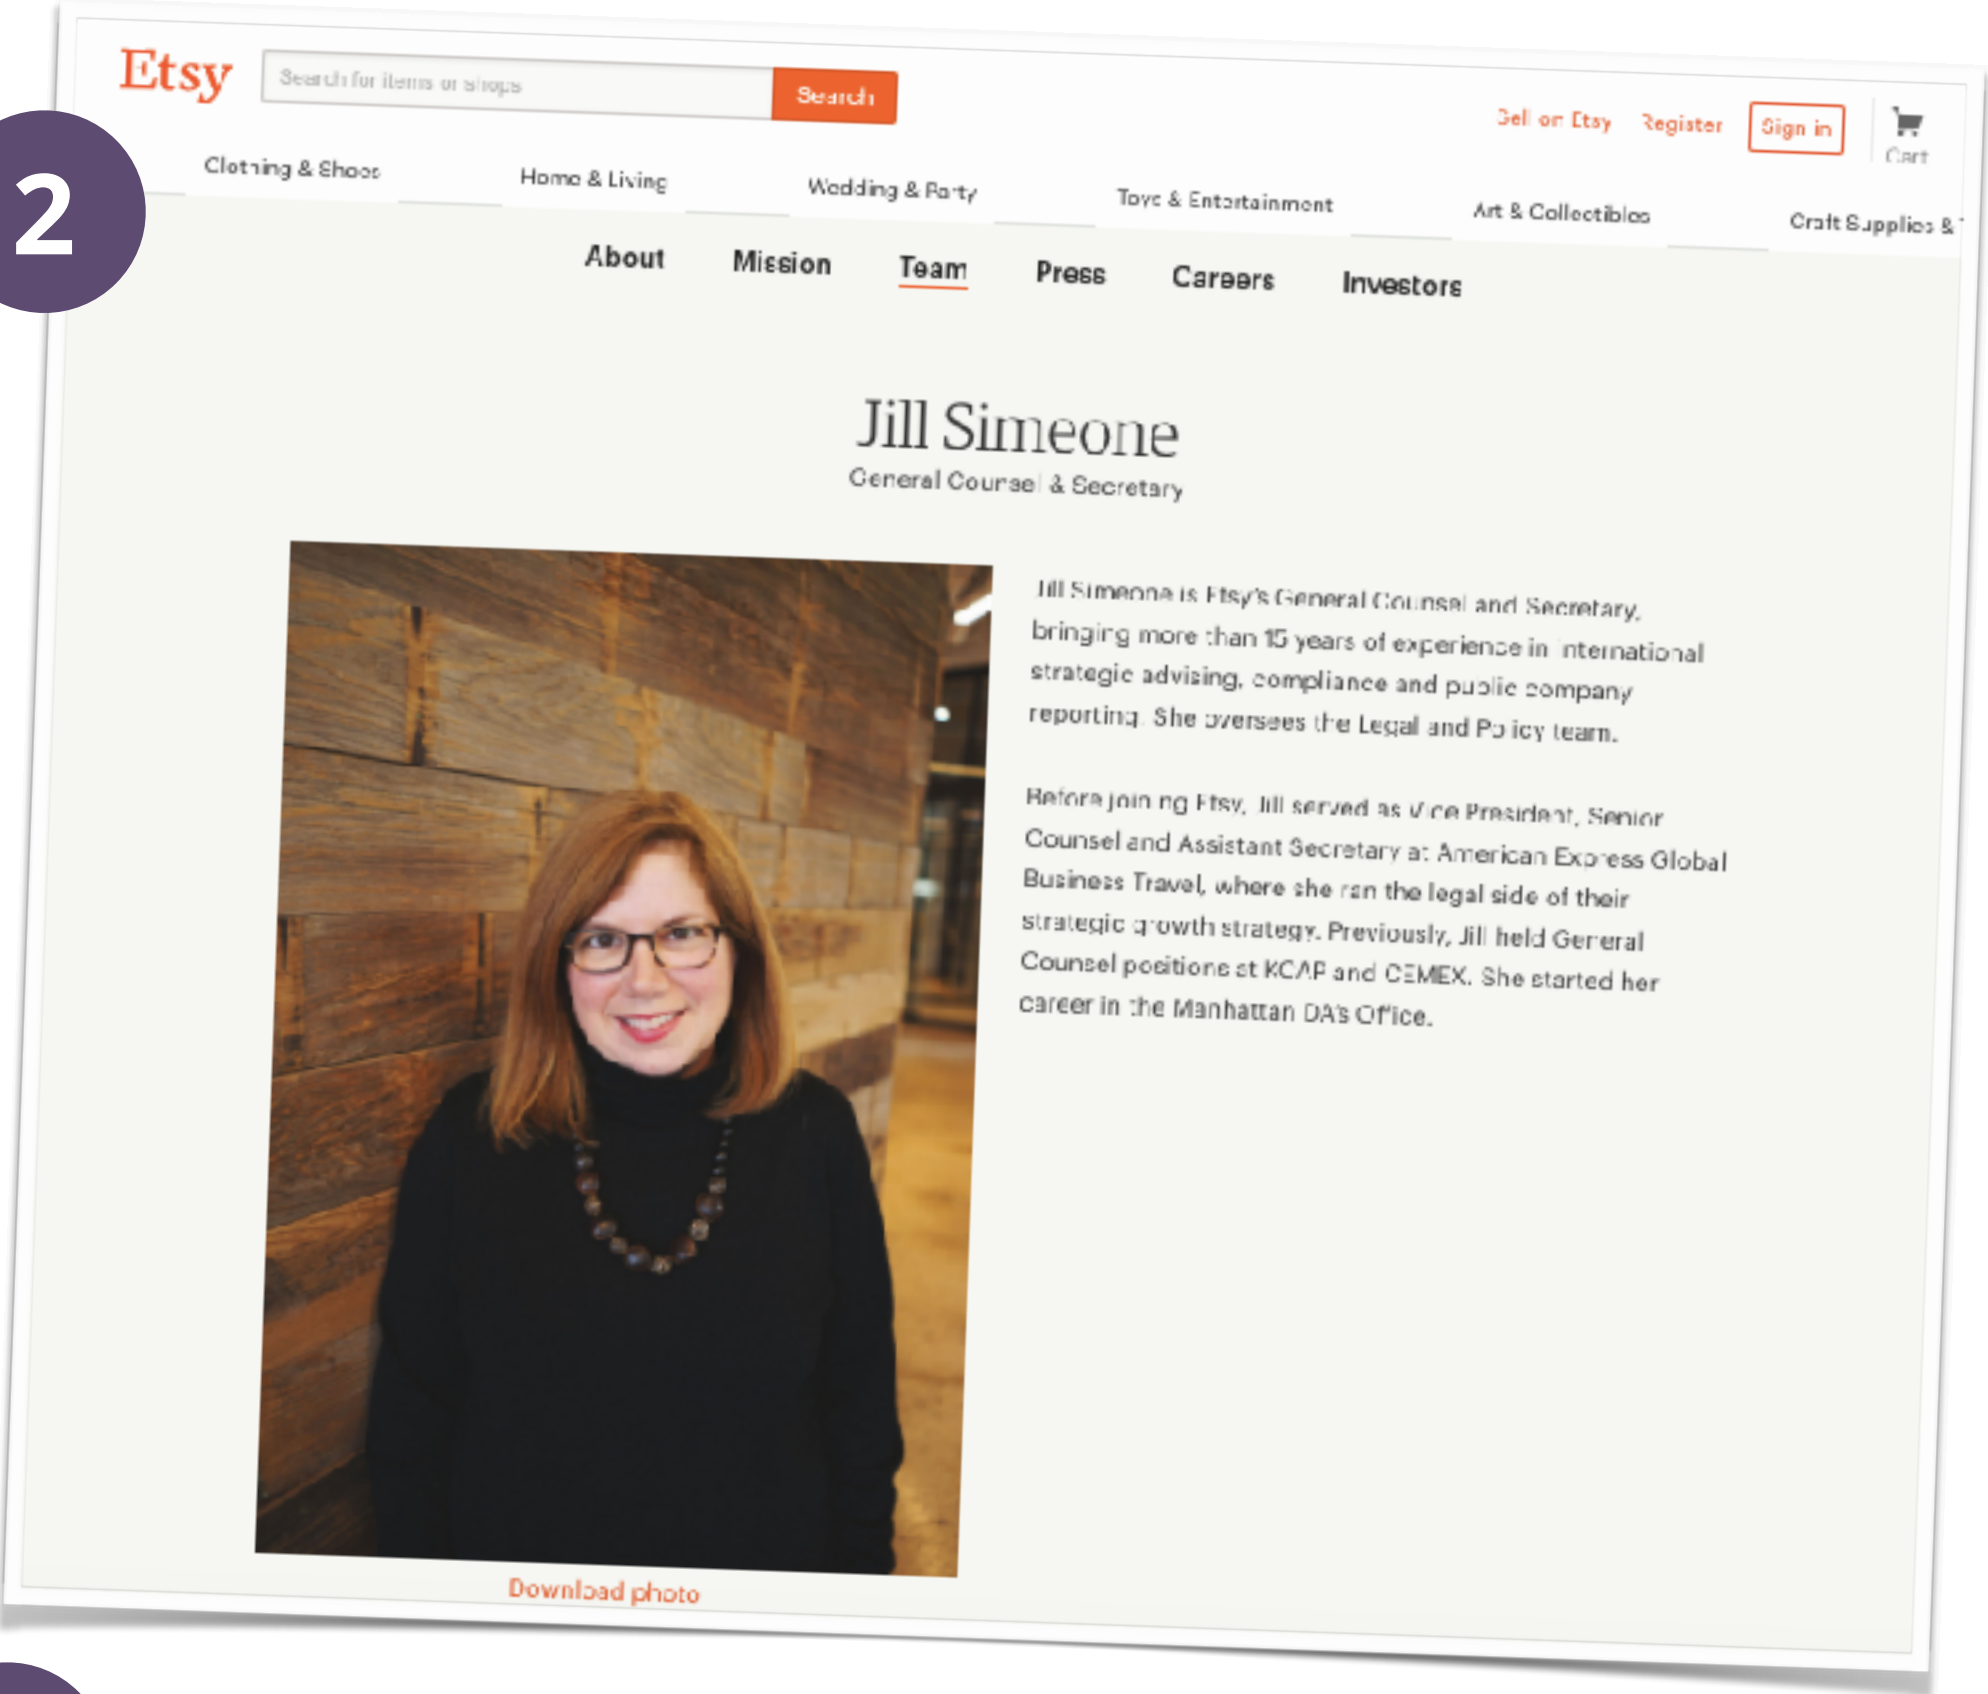 Etsy
Search for items or shops
Search
Sell on Etsy
Register
Sign in
Cart
2
Clothing & Shoes
Home & Living
Wedding & Party
Toys & Entertainment
Art & Collectibles
Craft Supplies &
About
Mission
Team
Press
Careers
Investors
Jill Simeone
General Counsel & Secretary
Jill Simeone is Etsy's General Counsel and Secretary,
bringing more than 15 years of experience in international
strategic advising, compliance and public company
reporting. She oversees the Legal and Policy team.
Before joining Etsy, Jill served as Vice President, Senior
Counsel and Assistant Secretary at American Express Global
Business Travel, where she ran the legal side of their
strategic growth strategy. Previously, Jill held General
Counsel positions at KCAP and CEMEX. She started her
career in the Manhattan DA's Office.
Download photo